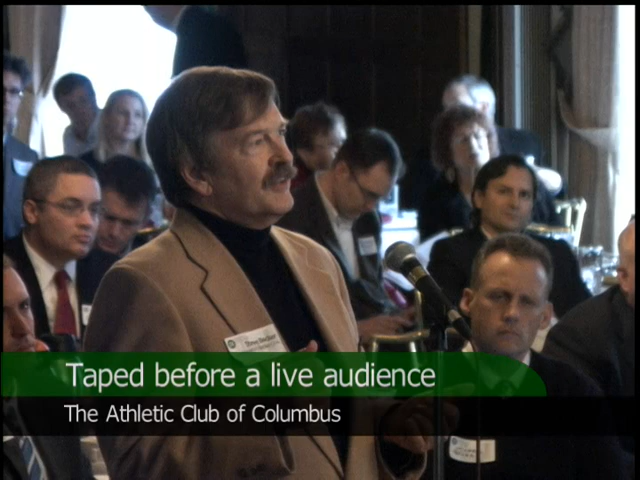 Taped before a live audience
The Athletic Club of Columbus